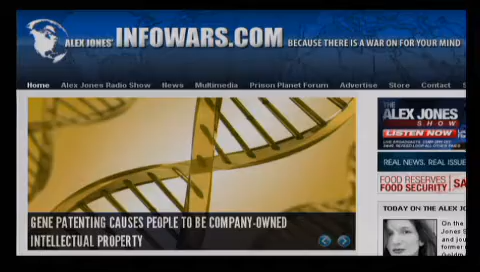 ALEX JONES' INFOWARS.COM BECAUSE THERE IS A WAR ON FOR YOUR MIND
Home Alex Jones Radio Show News Multimedia Prison Planet Forum Advertise Store Contact S
THE
ALEX JONES
SHOW
LISTEN NOW
REAL NEWS, REAL ISSUE
FOOD RESERVES
FOOD SECURITY SA
GENE PATENTING CAUSES PEOPLE TO BE COMPANY-OWNED
INTELLECTUAL PROPERTY
TODAY ON THE ALEX JO
On the
Jones S
and jou
former
Goldm